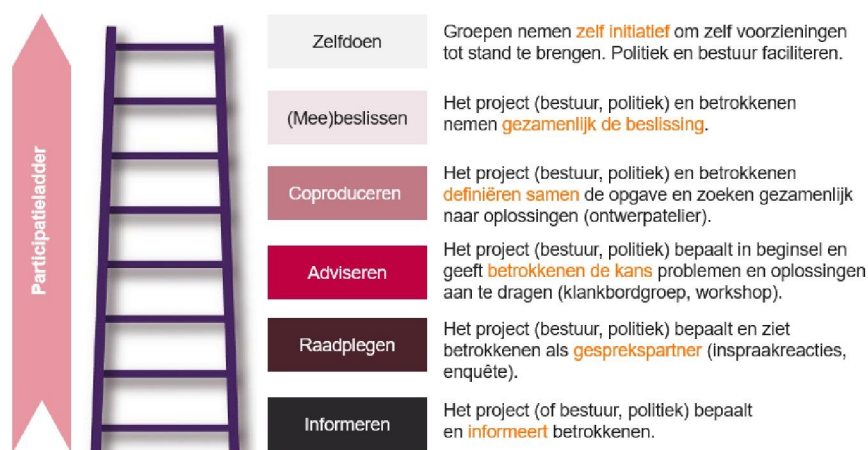 Participatieladder
Zelfdoen
Groepen nemen zelf initiatief om zelf voorzieningen
tot stand te brengen. Politiek en bestuur faciliteren.
(Mee)beslissen
Het project (bestuur, politiek) en betrokkenen
nemen gezamenlijk de beslissing.
Coproduceren
Het project (bestuur, politiek) en betrokkenen
definiëren samen de opgave en zoeken gezamenlijk
naar oplossingen (ontwerpatelier).
Adviseren
Het project (bestuur, politiek) bepaalt in beginsel en
geeft betrokkenen de kans problemen en oplossingen
aan te dragen (klankbordgroep, workshop).
Raadplegen
Het project (bestuur, politiek) bepaalt en ziet
betrokkenen als gesprekspartner (inspraakreacties,
enquête).
Informeren
Het project (of bestuur, politiek) bepaalt
en informeert betrokkenen.